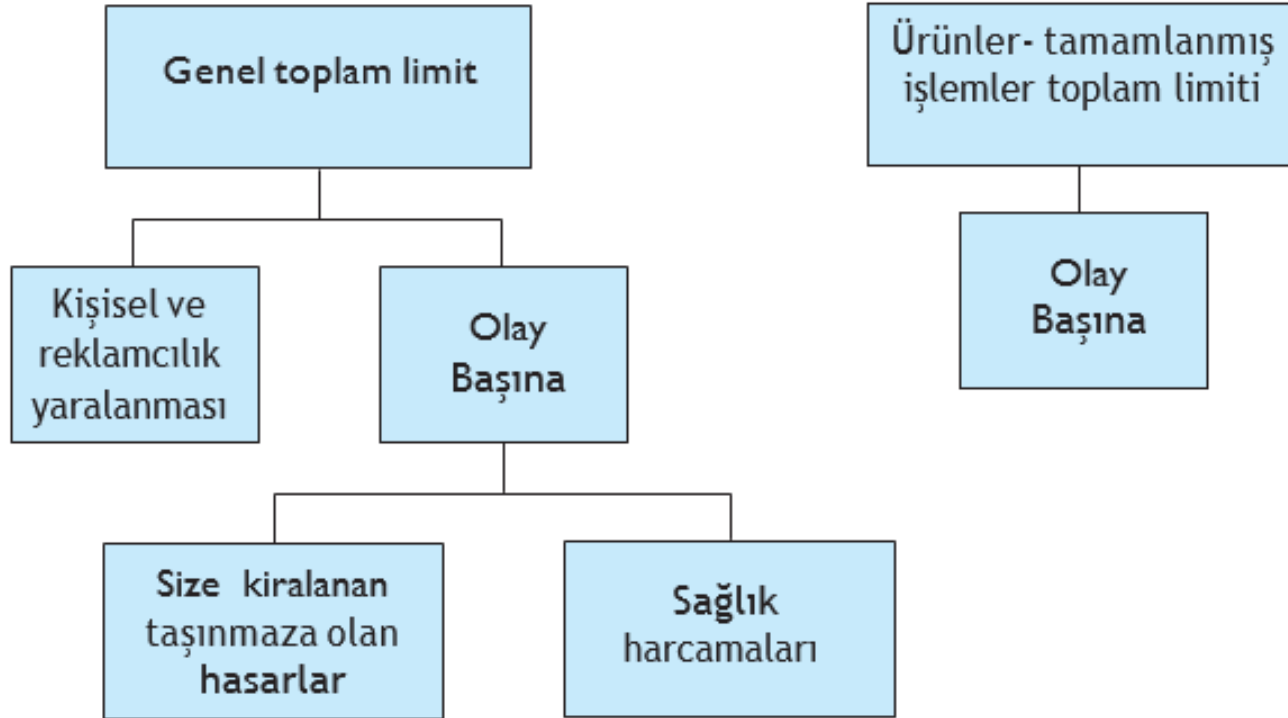 Genel toplam limit
Ürünler- tamamlanmış
işlemler toplam limiti
Kişisel ve
reklamcılık
yaralanması
Olay
Başına
Olay
Başına
Size kiralanan
taşınmaza olan
hasarlar
Sağlık
harcamaları